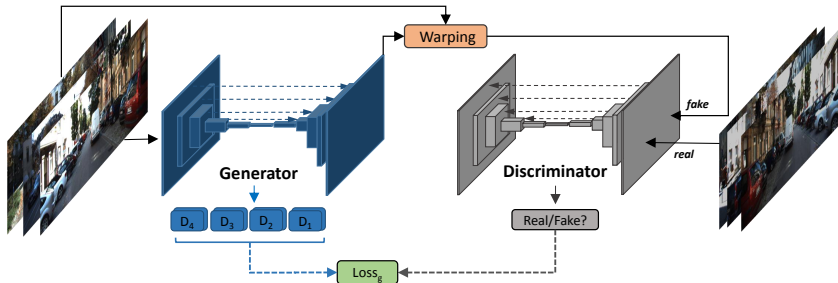 Warping
fake
real
Generator
Discriminator
D4 D3 D2 D1
Real/Fake?
Lossg